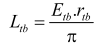 L_tb = E_tb.r_tb / π